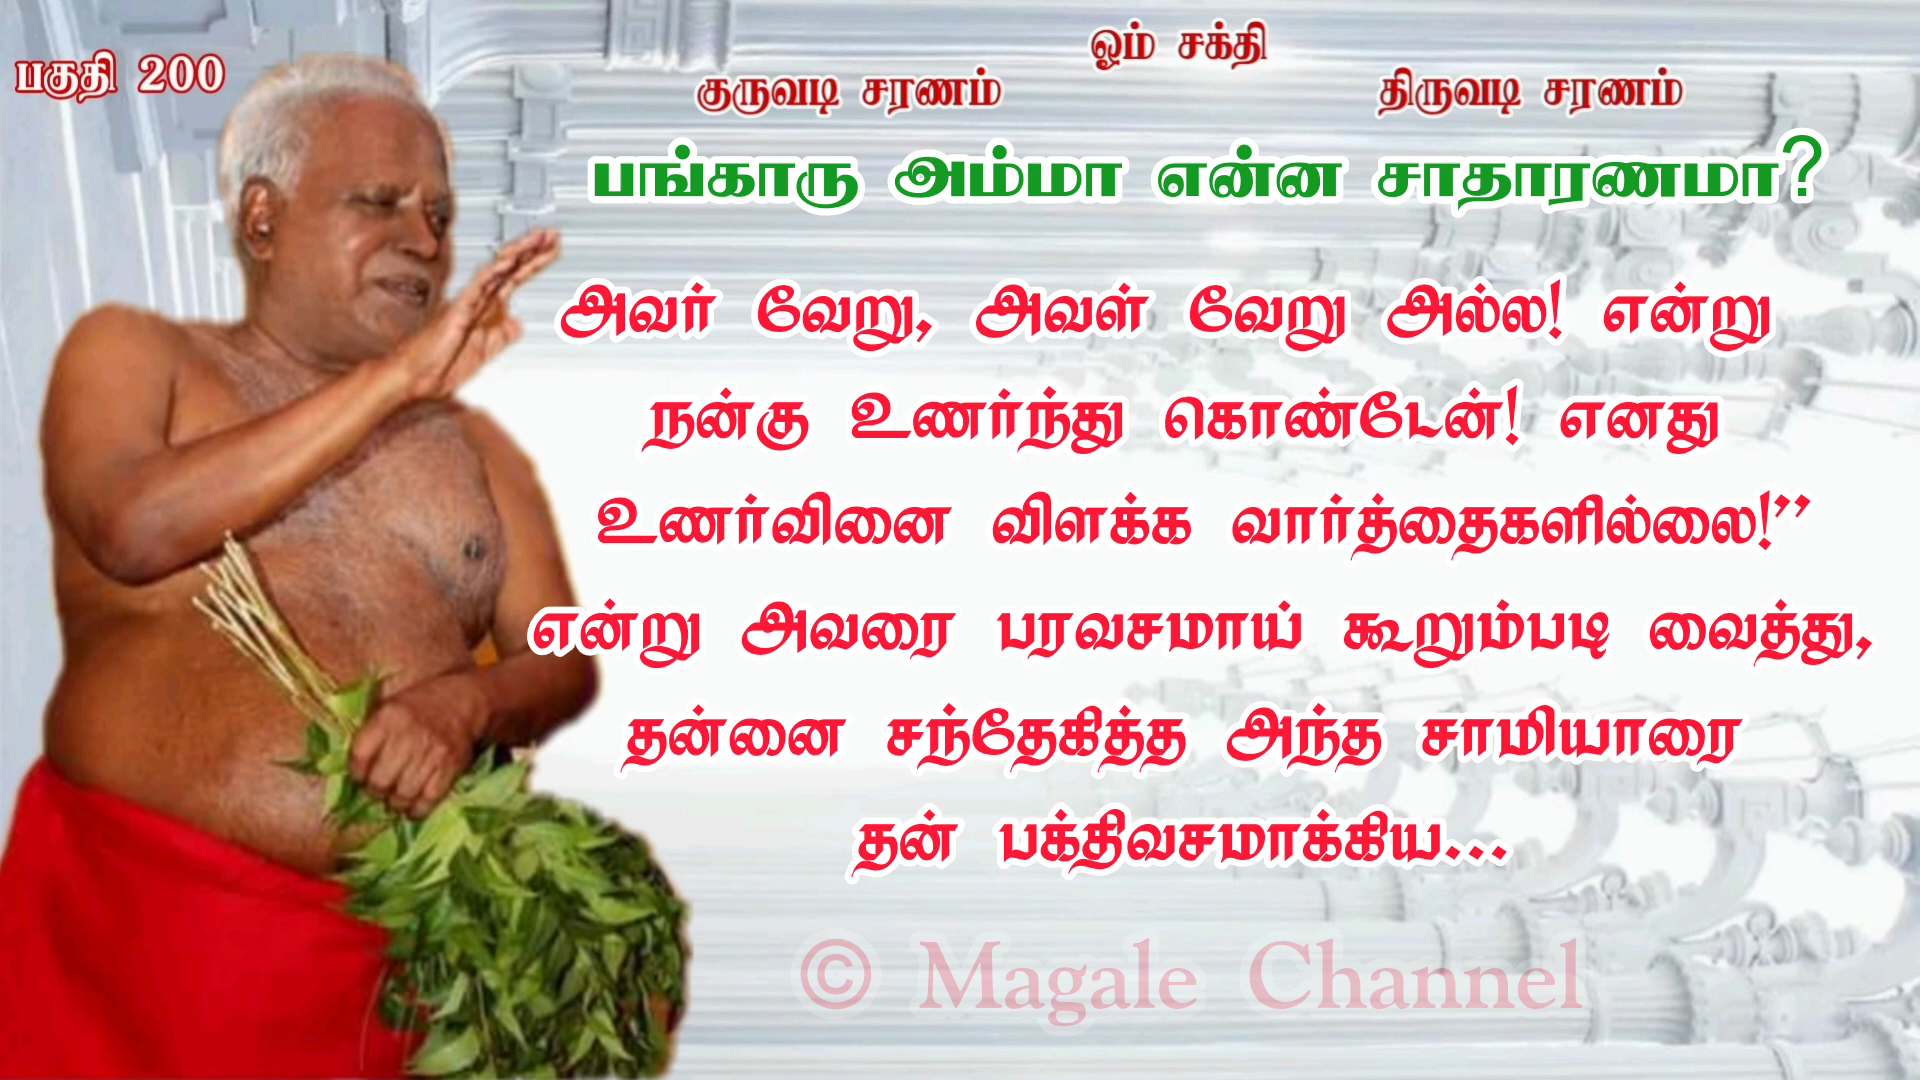 பகுதி 200
ஓம் சக்தி
குருவடி சரணம் திருவடி சரணம்
பங்காரு அம்மா என்ன சாதாரணமா?
அவர் வேறு, அவள் வேறு அல்ல! என்று
நன்கு உணர்ந்து கொண்டேன்! எனது
உணர்வினை விளக்க வார்த்தைகளில்லை!”
என்று அவரை பரவசமாய் கூறும்படி வைத்து,
தன்னை சந்தேகித்த அந்த சாமியாரை
தன் பக்திவசமாக்கிய...
© Magale Channel